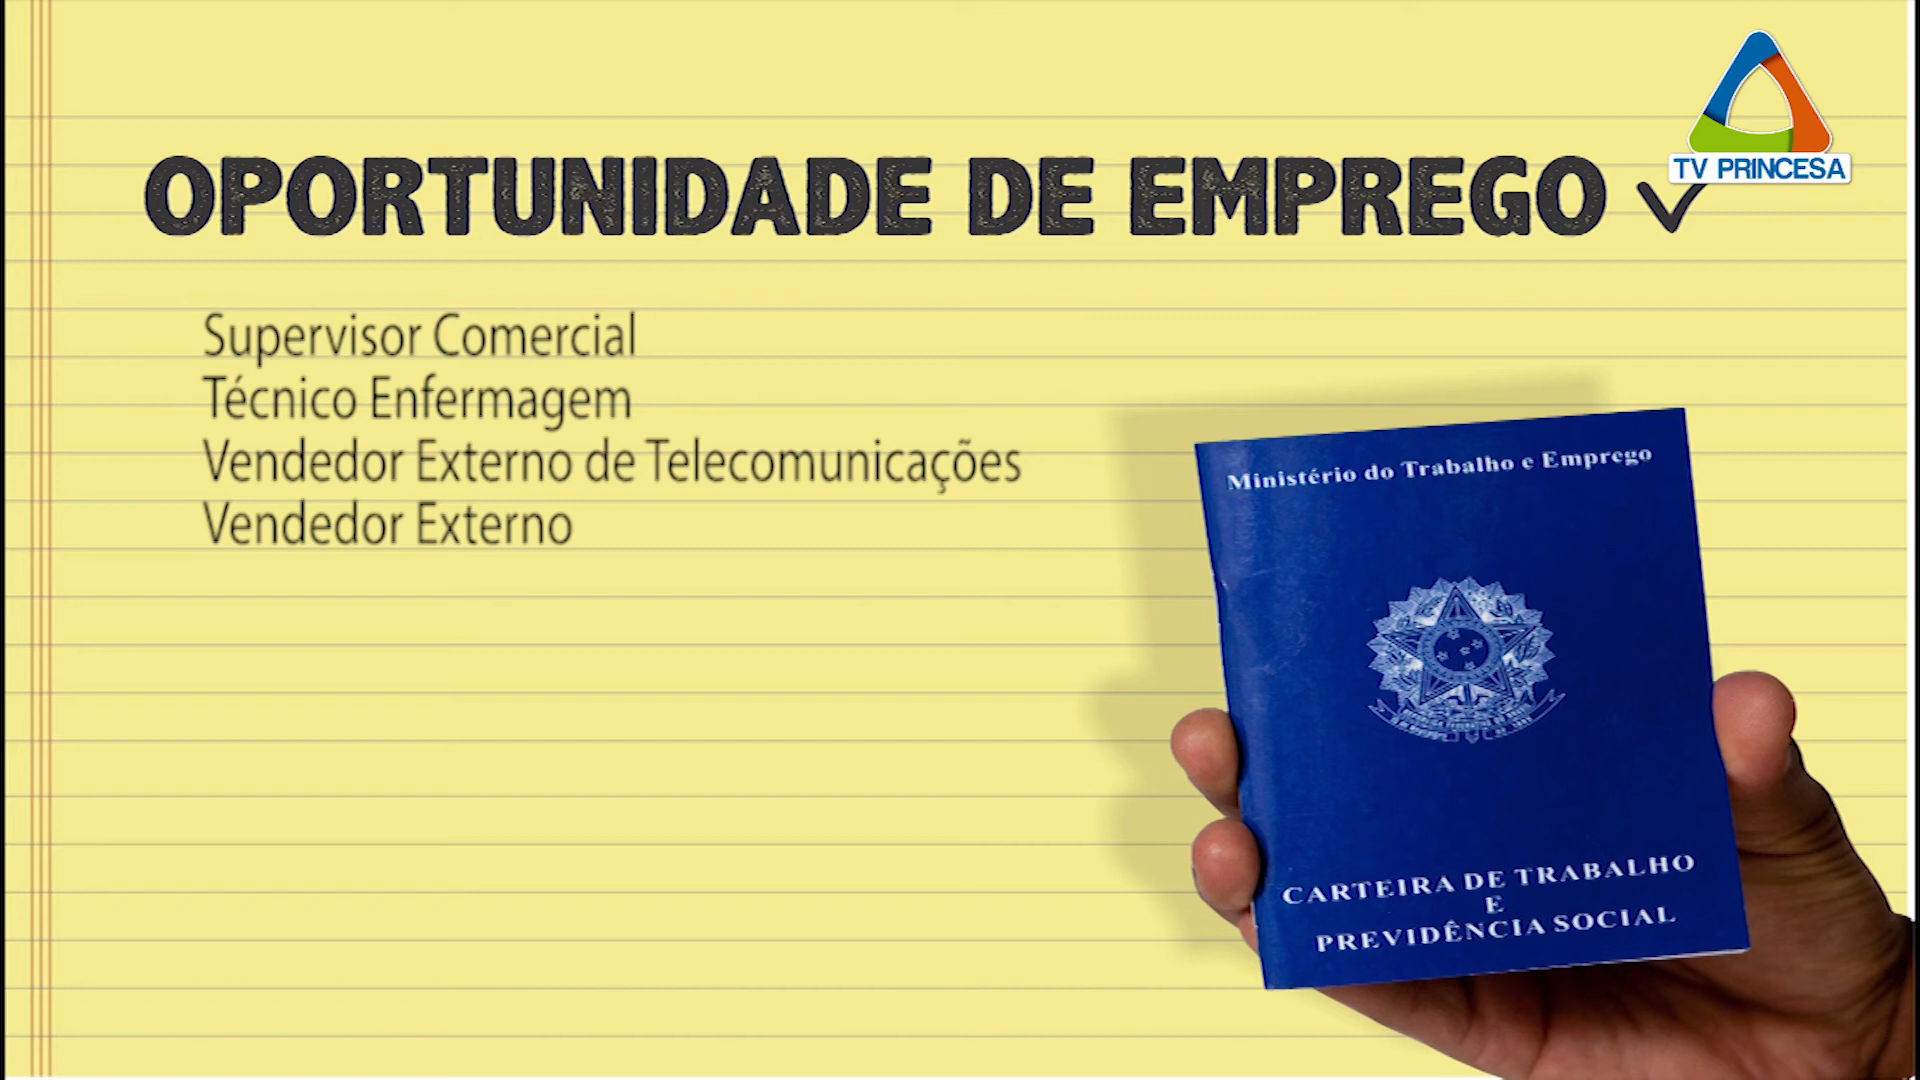 TV PRINCESA
OPORTUNIDADE DE EMPREGO
Supervisor Comercial
Técnico Enfermagem
Vendedor Externo de Telecomunicações
Vendedor Externo
Ministério do Trabalho e Emprego
CARTEIRA DE TRABALHO
E
PREVIDÊNCIA SOCIAL